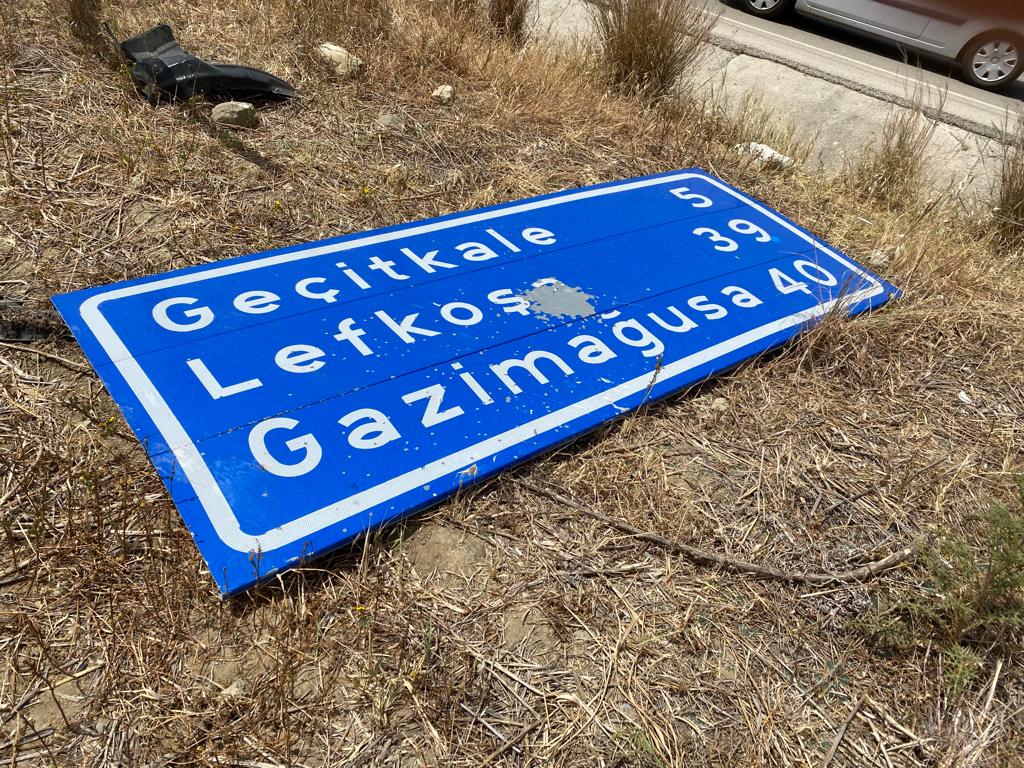 Geçitkale 5
Lefkoş 39
Gazimağusa 40